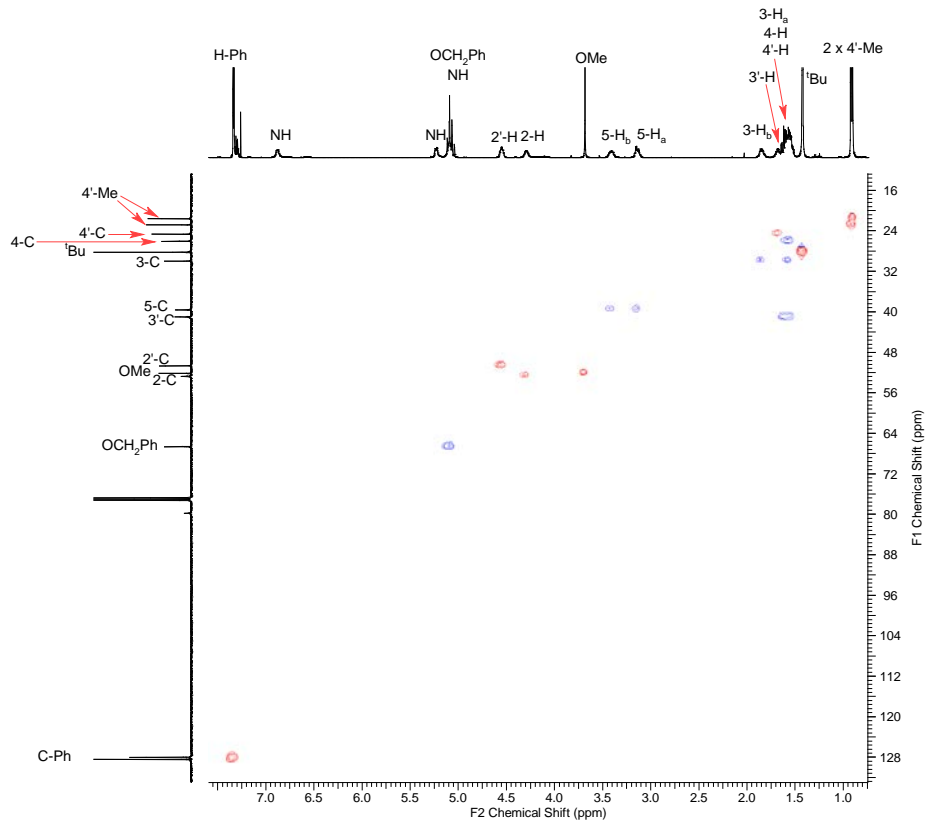 3-Hₐ
4-H
4'-H
3'-H
2 x 4'-Me
ᵗBu
H-Ph
OCH₂Ph
NH
OMe
NH
NH
2'-H
2-H
5-H_b
5-Hₐ
3-H_b
4'-Me
4'-C
4-C
ᵗBu
3-C
5-C
3'-C
2'-C
OMe
2-C
OCH₂Ph
C-Ph
16
24
32
40
48
56
64
72
80
88
96
104
112
120
128
F1 Chemical Shift (ppm)
7.0 6.5 6.0 5.5 5.0 4.5 4.0 3.5 3.0 2.5 2.0 1.5 1.0
F2 Chemical Shift (ppm)